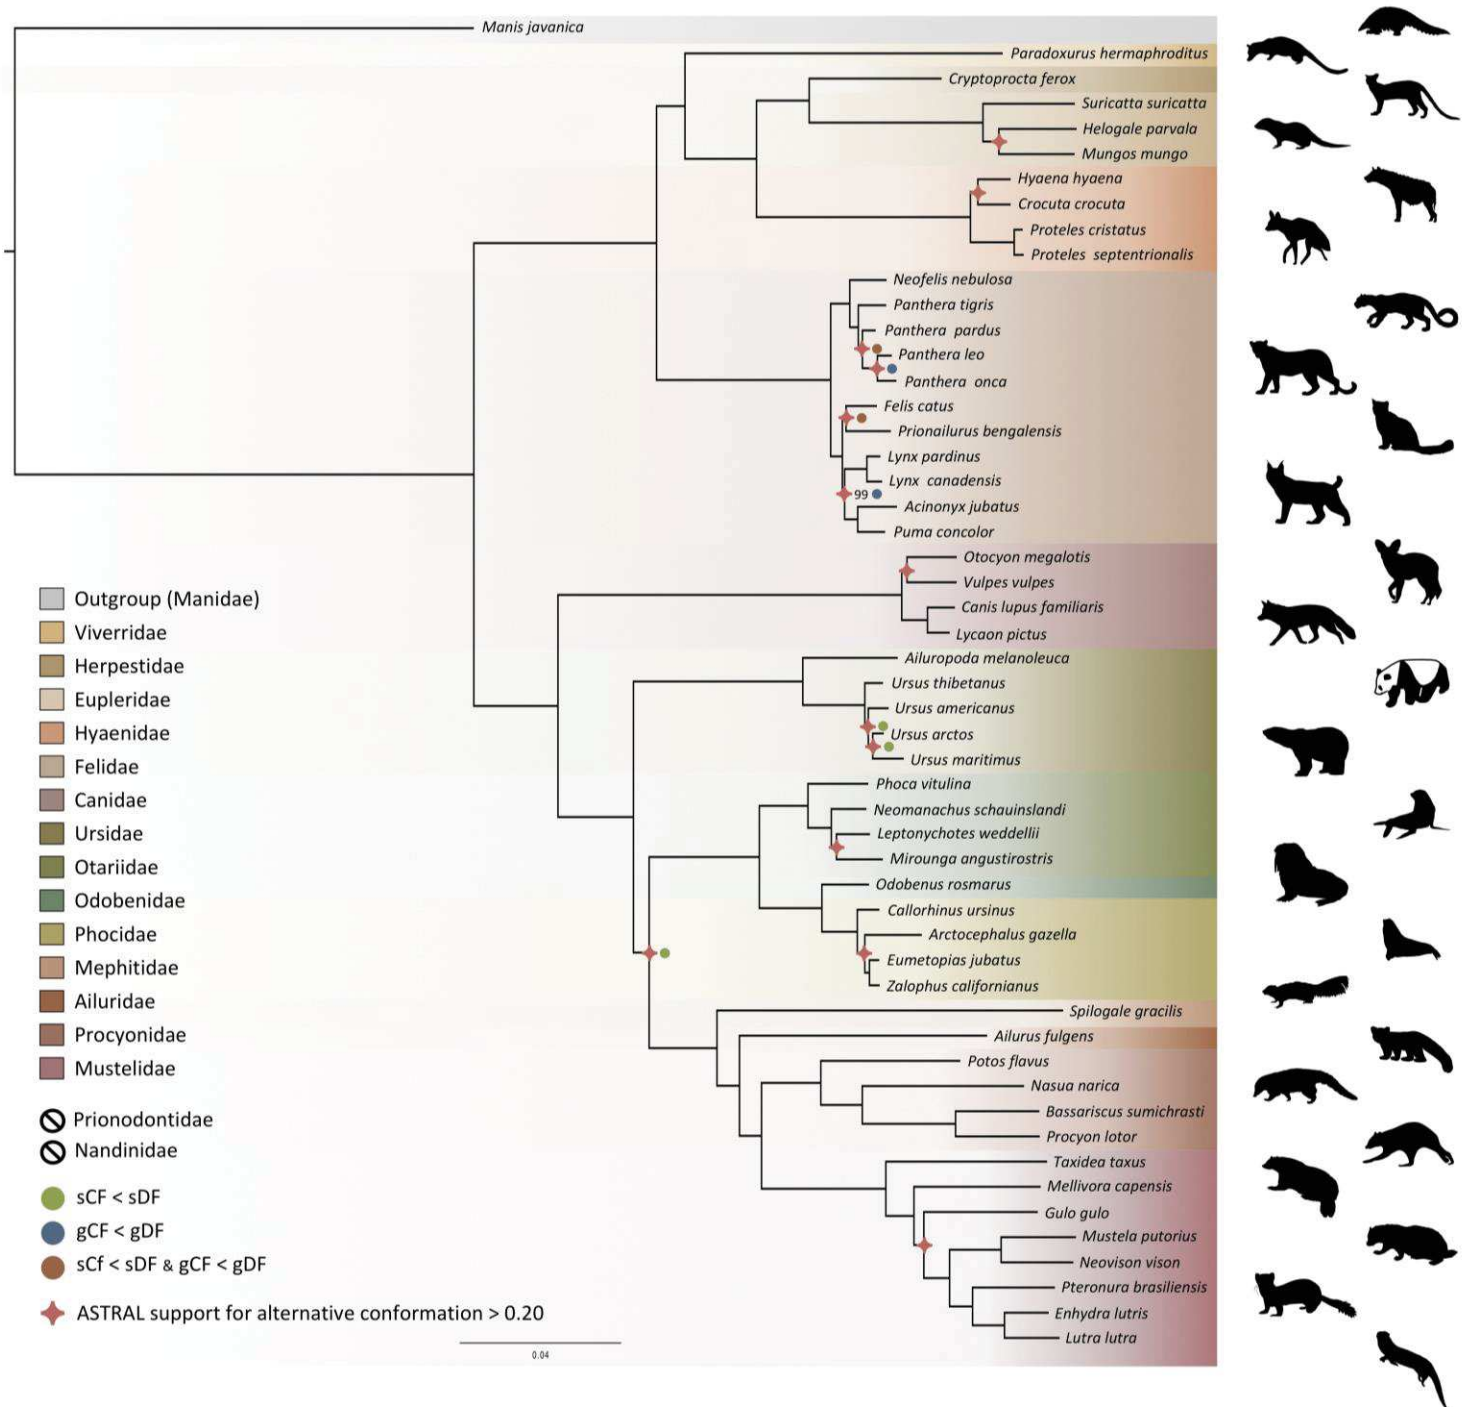 Manis javanica
Paradoxurus hermaphroditus
Cryptoprocta ferox
Suricatta suricatta
Helogale parvala
Mungos mungo
Hyaena hyaena
Crocuta crocuta
Proteles cristatus
Proteles septentrionalis
Neofelis nebulosa
Panthera tigris
Panthera pardus
Panthera leo
Panthera onca
Felis catus
Prionailurus bengalensis
Lynx pardinus
Lynx canadensis
99
Acinonyx jubatus
Puma concolor
Otocyon megalotis
Vulpes vulpes
Canis lupus familiaris
Lycaon pictus
Ailuropoda melanoleuca
Ursus thibetanus
Ursus americanus
Ursus arctos
Ursus maritimus
Phoca vitulina
Neomanachus schauinslandi
Leptonychotes weddellii
Mirounga angustirostris
Odobenus rosmarus
Callorhinus ursinus
Arctocephalus gazella
Eumetopias jubatus
Zalophus californianus
Spilogale gracilis
Ailurus fulgens
Potos flavus
Nasua narica
Bassariscus sumichrasti
Procyon lotor
Taxidea taxus
Mellivora capensis
Gulo gulo
Mustela putorius
Neovison vison
Pteronura brasiliensis
Enhydra lutris
Lutra lutra
Outgroup (Manidae)
Viverridae
Herpestidae
Eupleridae
Hyaenidae
Felidae
Canidae
Ursidae
Otariidae
Odobenidae
Phocidae
Mephitidae
Ailuridae
Procyonidae
Mustelidae
Prionodontidae
Nandinidae
sCF < sDF
gCF < gDF
sCf < sDF & gCF < gDF
ASTRAL support for alternative conformation > 0.20
0.04